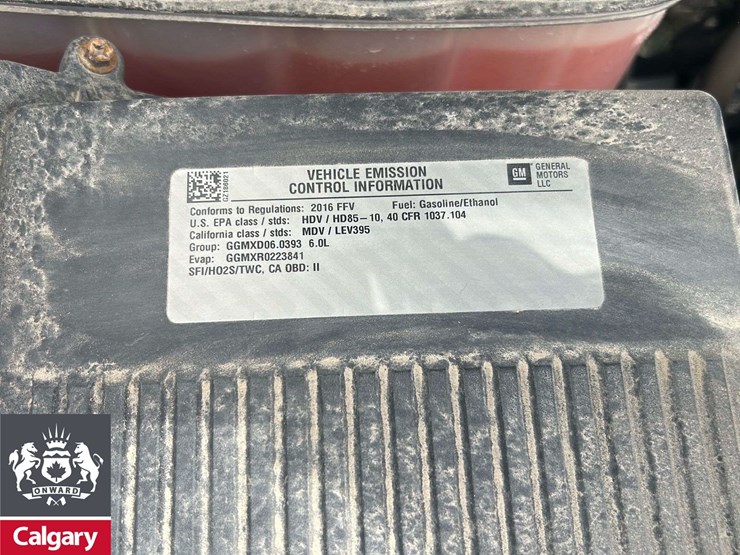 VEHICLE EMISSION
CONTROL INFORMATION
GM
GENERAL
MOTORS
LLC
Conforms to Regulations: 2016 FFV Fuel: Gasoline/Ethanol
U.S. EPA class / stds: HDV / HD85-10, 40 CFR 1037.104
California class / stds: MDV / LEV395
Group: GGMXD06.0393 6.0L
Evap: GGMXR0223841
SFI/HO2S/TWC, CA OBD: II
ONWARD
Calgary